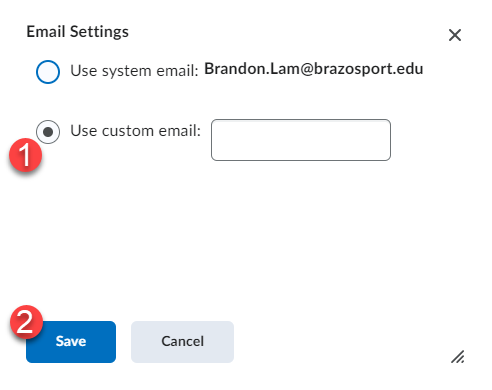 Email Settings
Use system email: Brandon.Lam@brazosport.edu
Use custom email:
1
2
Save
Cancel